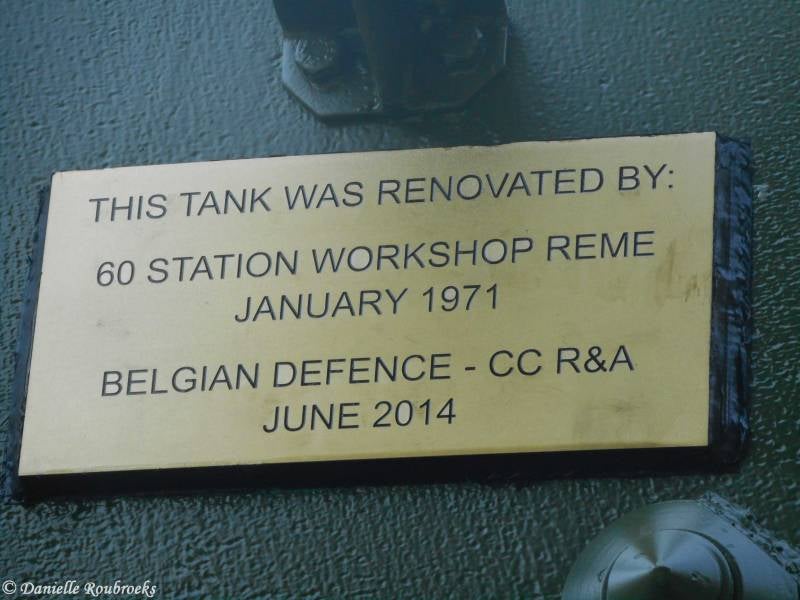 THIS TANK WAS RENOVATED BY:
60 STATION WORKSHOP REME
JANUARY 1971
BELGIAN DEFENCE - CC R&A
JUNE 2014
© Danielle Roubroeks